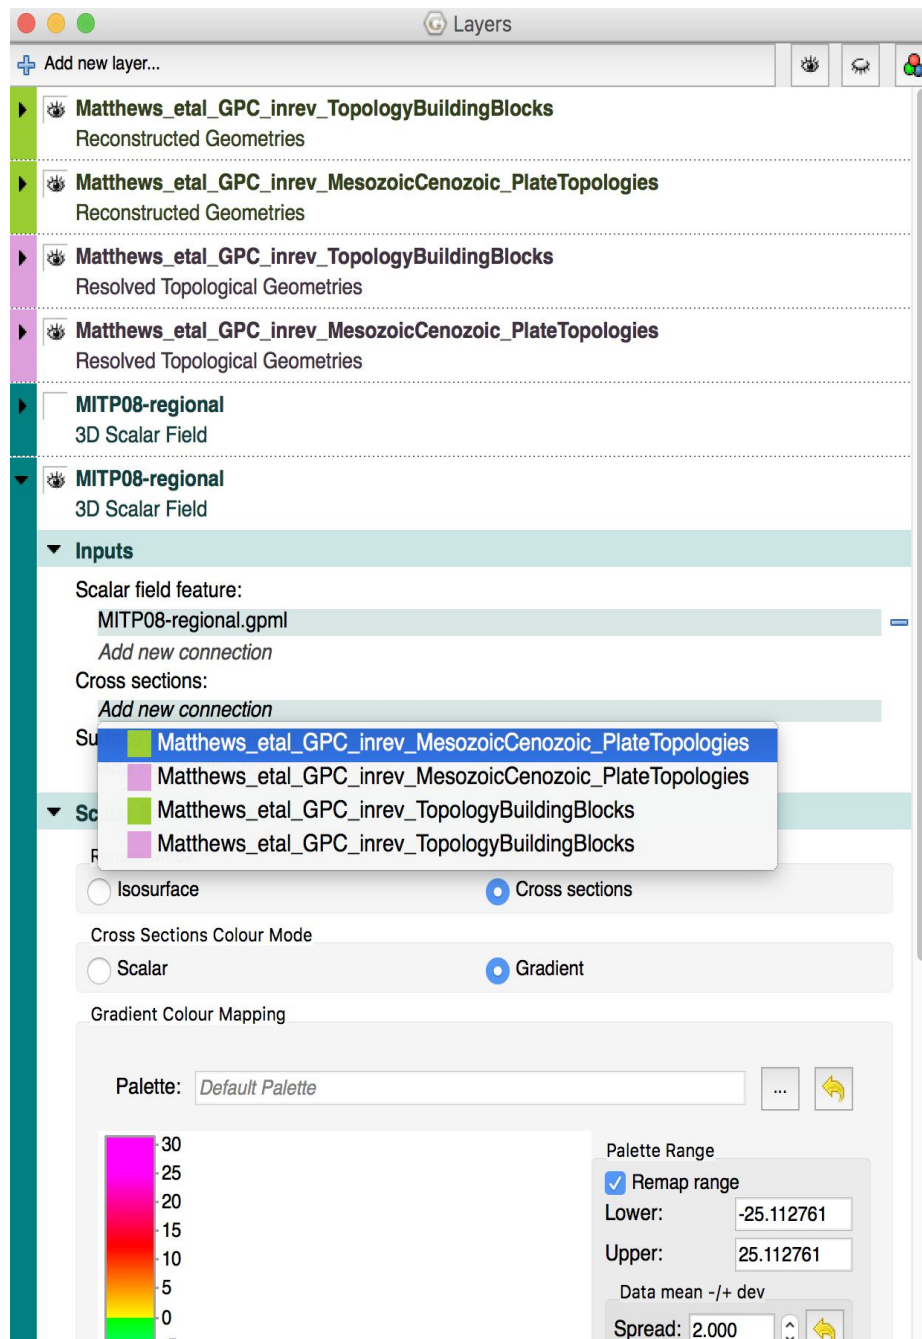 Layers
Add new layer...
Matthews_etal_GPC_inrev_TopologyBuildingBlocks
Reconstructed Geometries
Matthews_etal_GPC_inrev_MesozoicCenozoic_PlateTopologies
Reconstructed Geometries
Matthews_etal_GPC_inrev_TopologyBuildingBlocks
Resolved Topological Geometries
Matthews_etal_GPC_inrev_MesozoicCenozoic_PlateTopologies
Resolved Topological Geometries
MITP08-regional
3D Scalar Field
MITP08-regional
3D Scalar Field
Inputs
Scalar field feature:
MITP08-regional.gpml
Add new connection
Cross sections:
Add new connection
Su
Matthews_etal_GPC_inrev_MesozoicCenozoic_PlateTopologies
Matthews_etal_GPC_inrev_MesozoicCenozoic_PlateTopologies
Sc
Matthews_etal_GPC_inrev_TopologyBuildingBlocks
Matthews_etal_GPC_inrev_TopologyBuildingBlocks
Isosurface Cross sections
Cross Sections Colour Mode
Scalar Gradient
Gradient Colour Mapping
Palette: Default Palette ...
30
25
20
15
10
5
0
Palette Range
Remap range
Lower: -25.112761
Upper: 25.112761
Data mean -/+ dev
Spread: 2.000